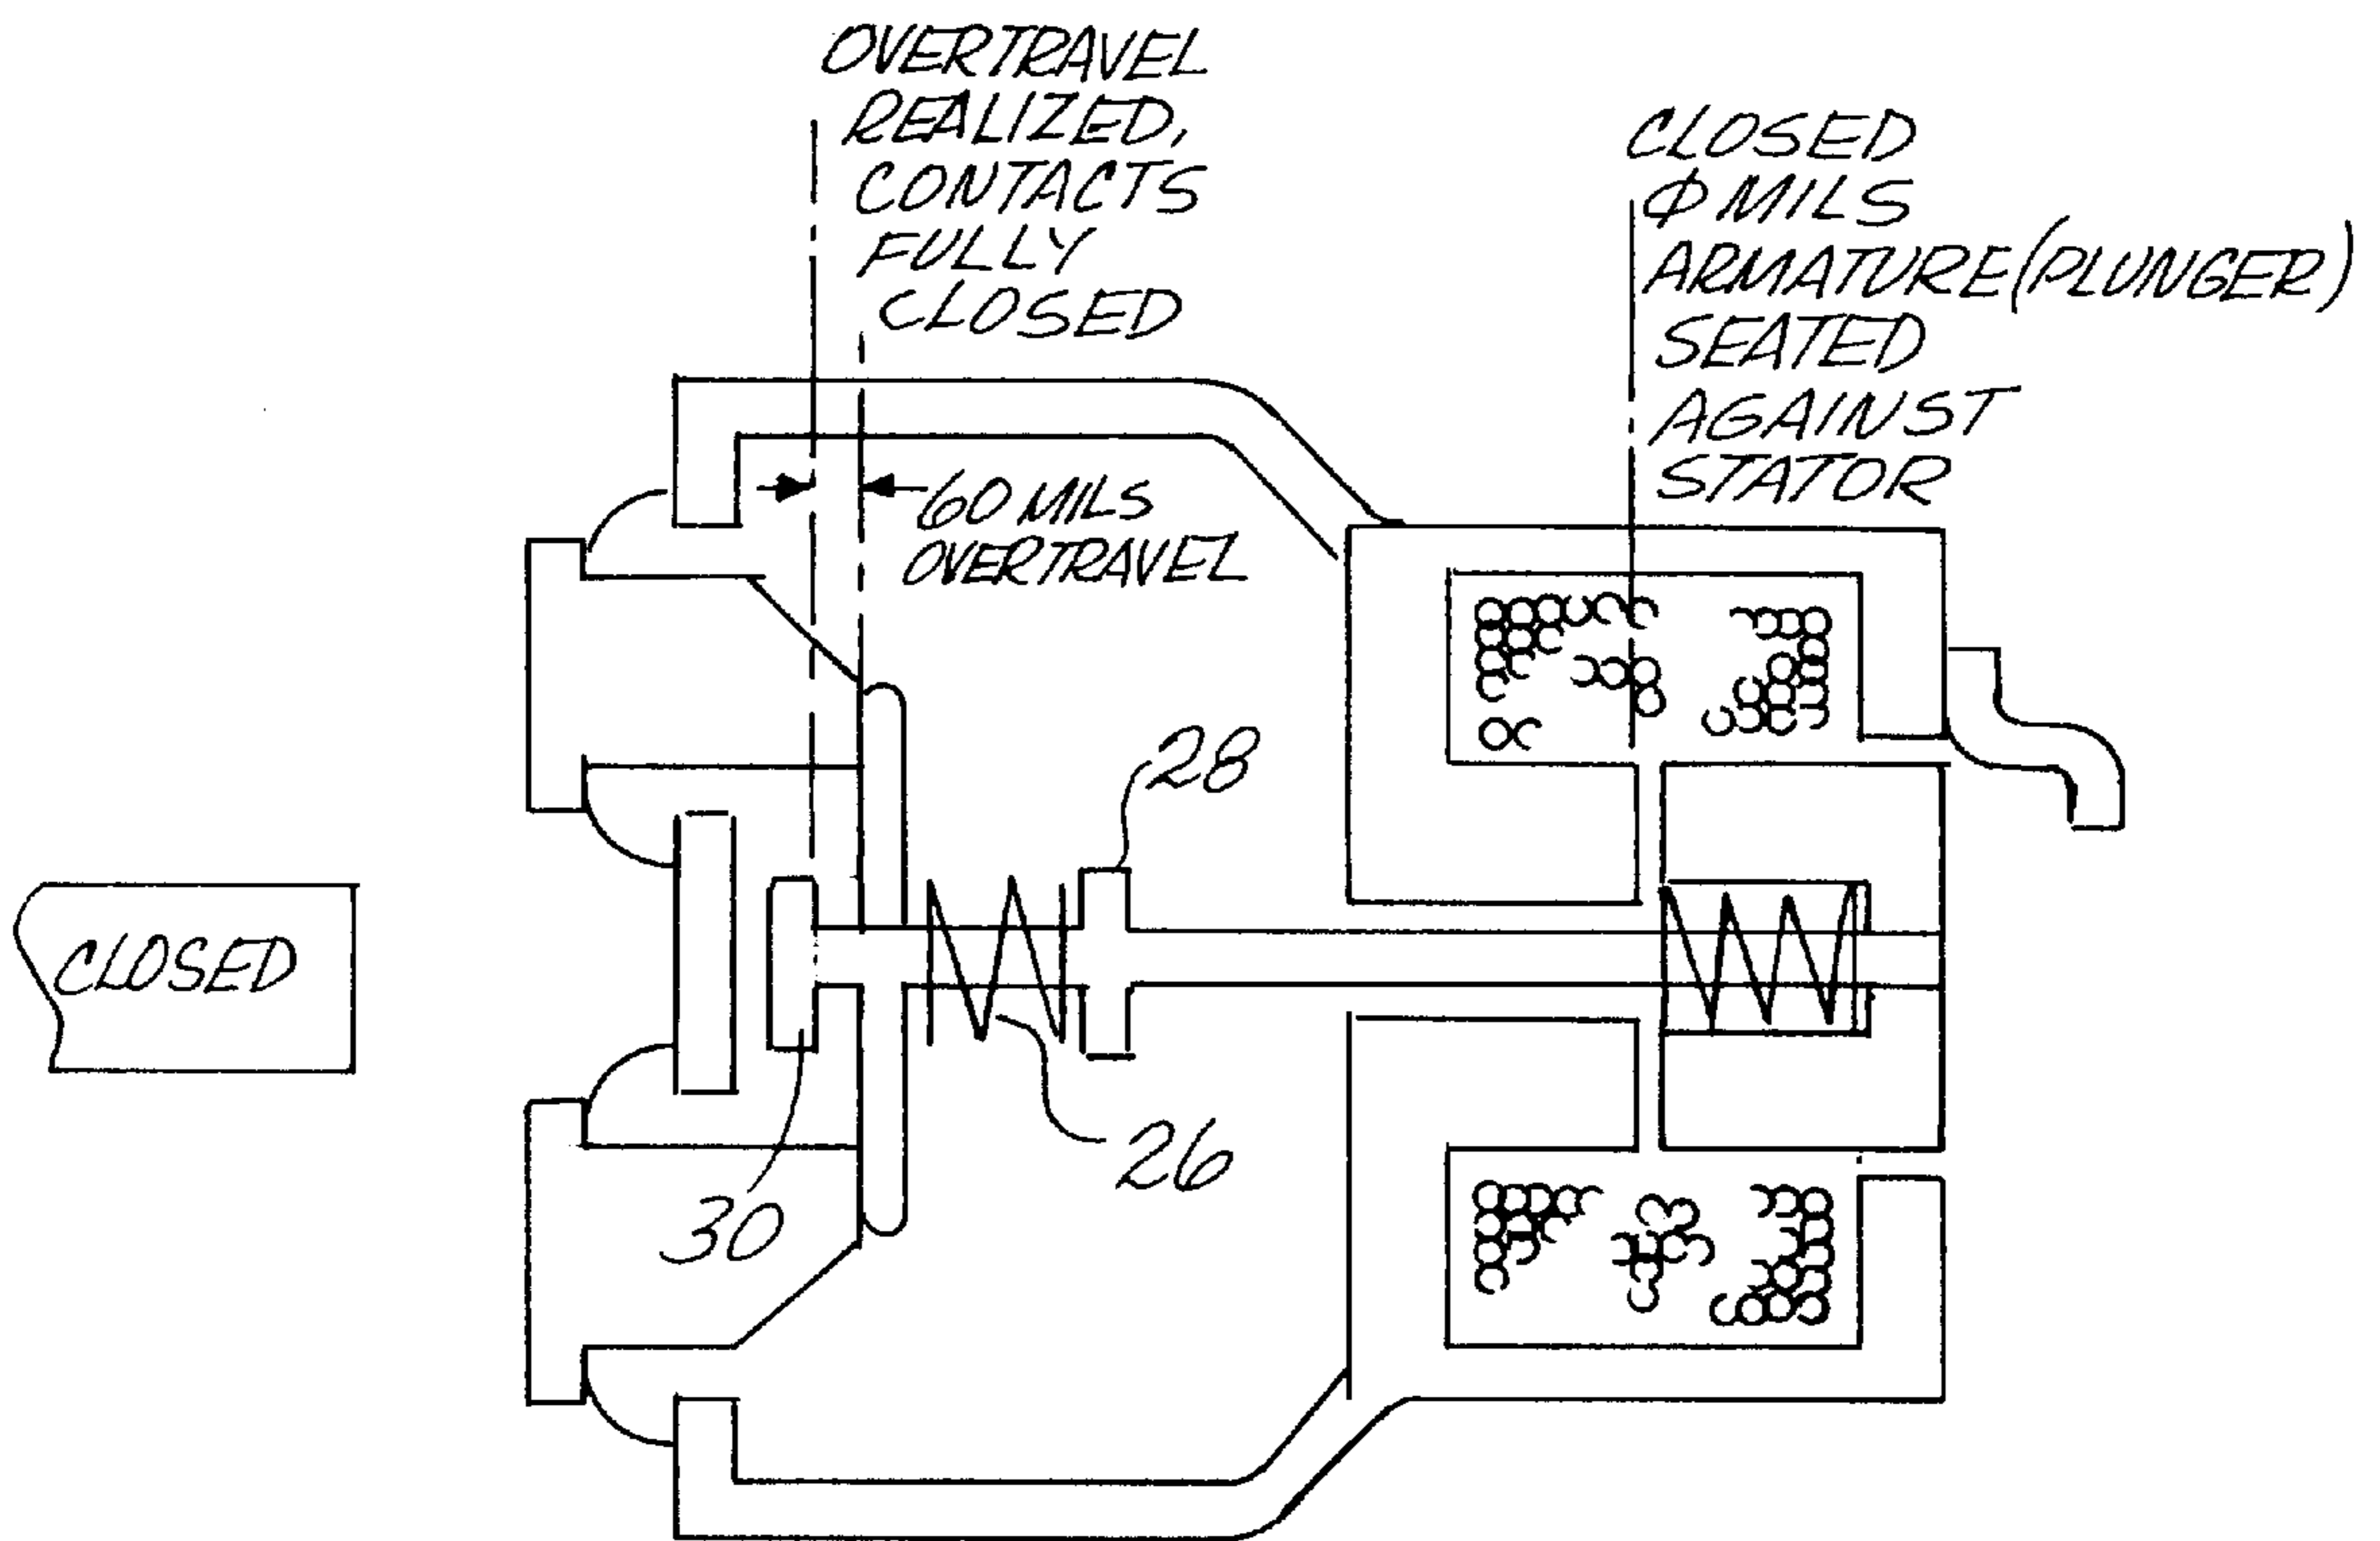 OVERTRAVEL
REALIZED,
CONTACTS
FULLY
CLOSED
CLOSED
Φ MILS
ARMATURE (PLUNGER)
SEATED
AGAINST
STATOR
60 MILS
OVERTRAVEL
28
CLOSED
26
30